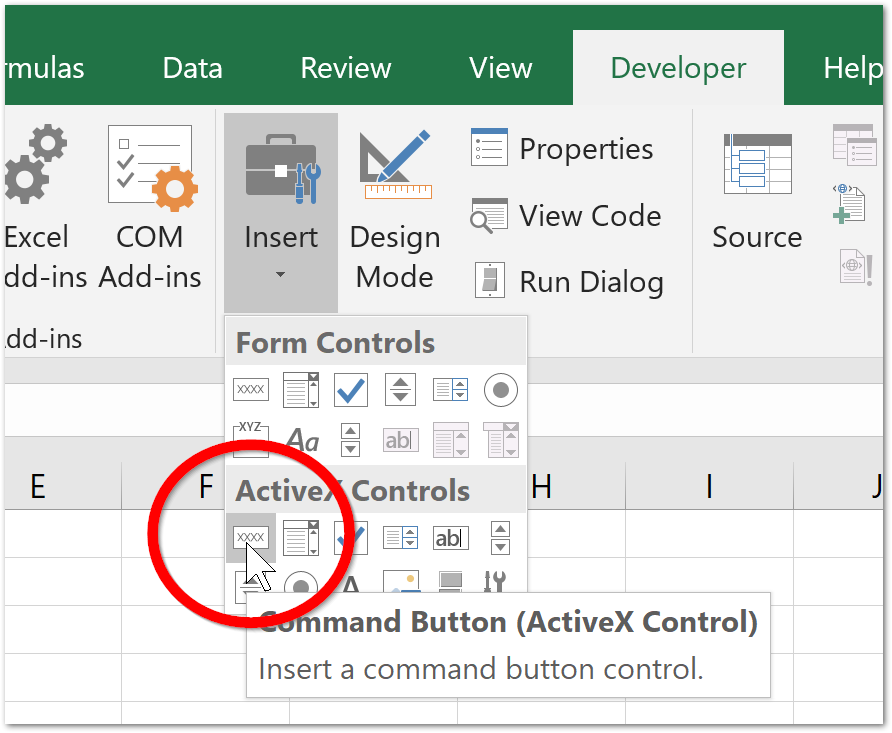 rmulas Data Review View Developer Help
Excel COM Insert Design Properties Source
dd-ins Add-ins Mode View Code
Run Dialog
dd-ins
Form Controls
XXXX
XYZ Aa ab
E F ActiveX Controls H I J
XXXX ab
A
Command Button (ActiveX Control)
Insert a command button control.